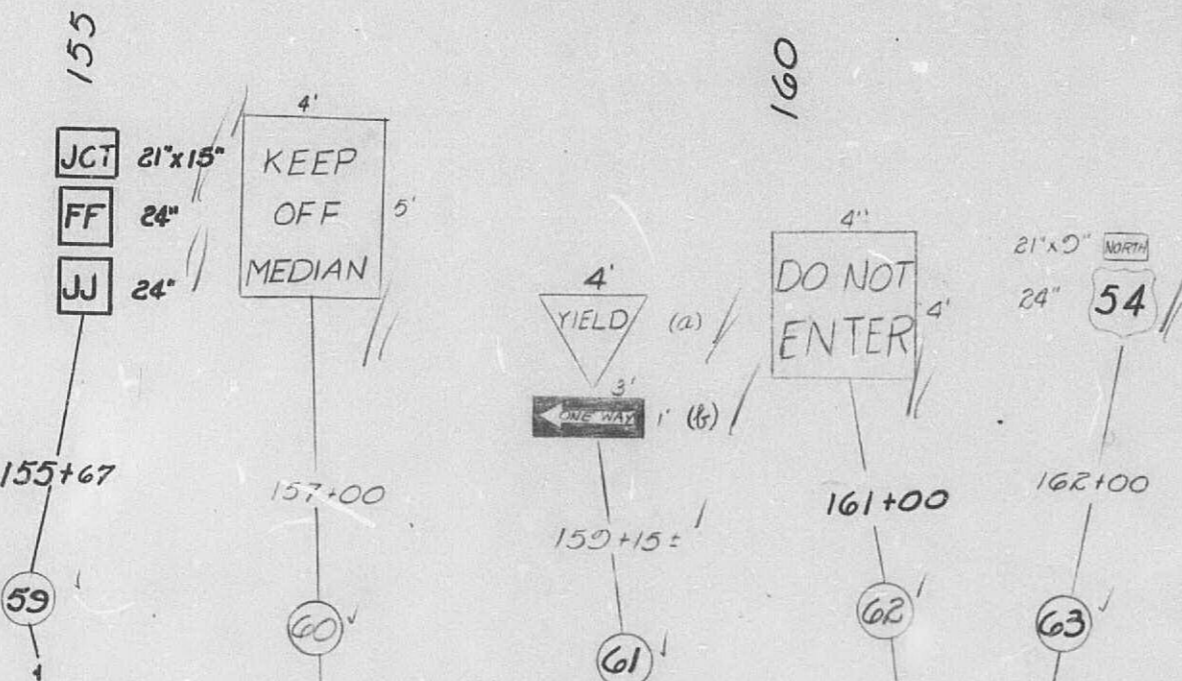 155
JCT 21"x15"
FF 24"
JJ 24"
155+67
59
4'
KEEP
OFF
MEDIAN
5'
157+00
60
4'
YIELD (a)
3'
ONE WAY 1' (b)
159+15±
61
160
4"
DO NOT
ENTER
4'
161+00
62
21"x9" NORTH
24" 54
162+00
63